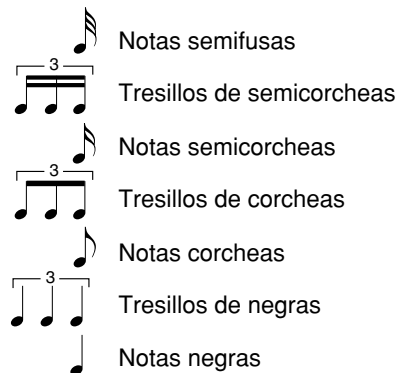 Notas semifusas
3
Tresillos de semicorcheas
Notas semicorcheas
3
Tresillos de corcheas
Notas corcheas
3
Tresillos de negras
Notas negras